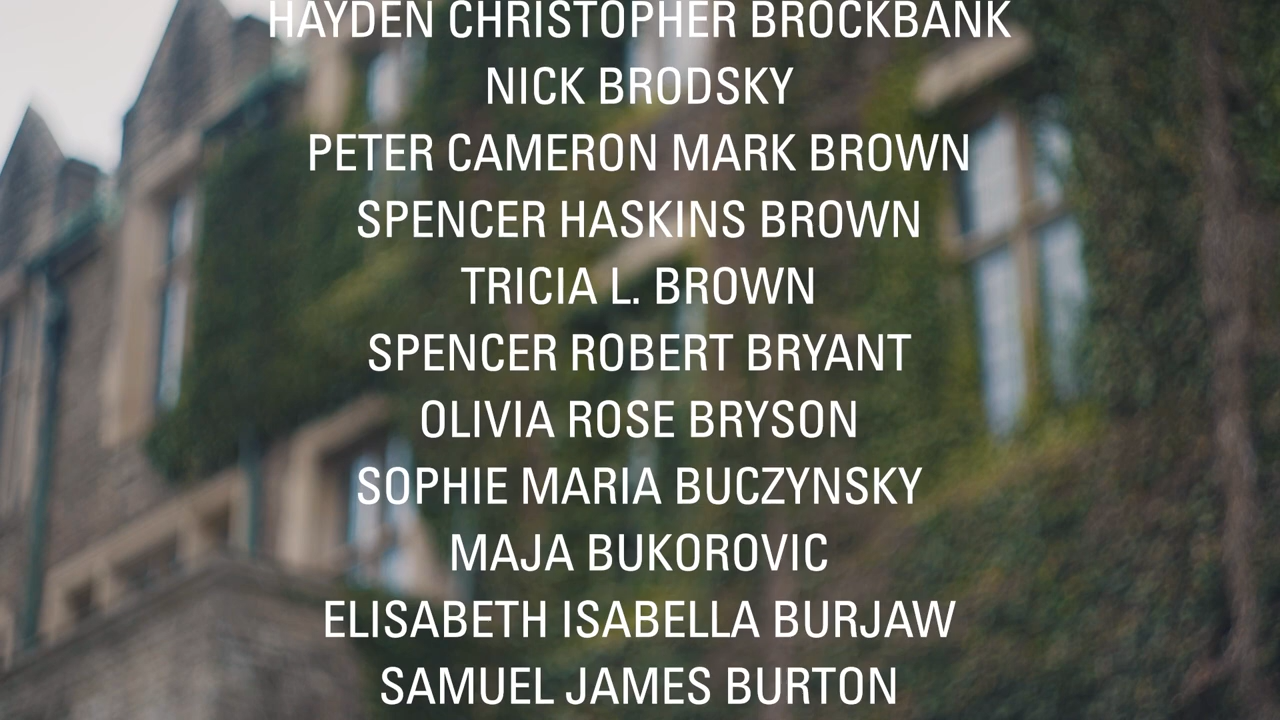 HAYDEN CHRISTOPHER BROCKBANK
NICK BRODSKY
PETER CAMERON MARK BROWN
SPENCER HASKINS BROWN
TRICIA L. BROWN
SPENCER ROBERT BRYANT
OLIVIA ROSE BRYSON
SOPHIE MARIA BUCZYNSKY
MAJA BUKOROVIC
ELISABETH ISABELLA BURJAW
SAMUEL JAMES BURTON